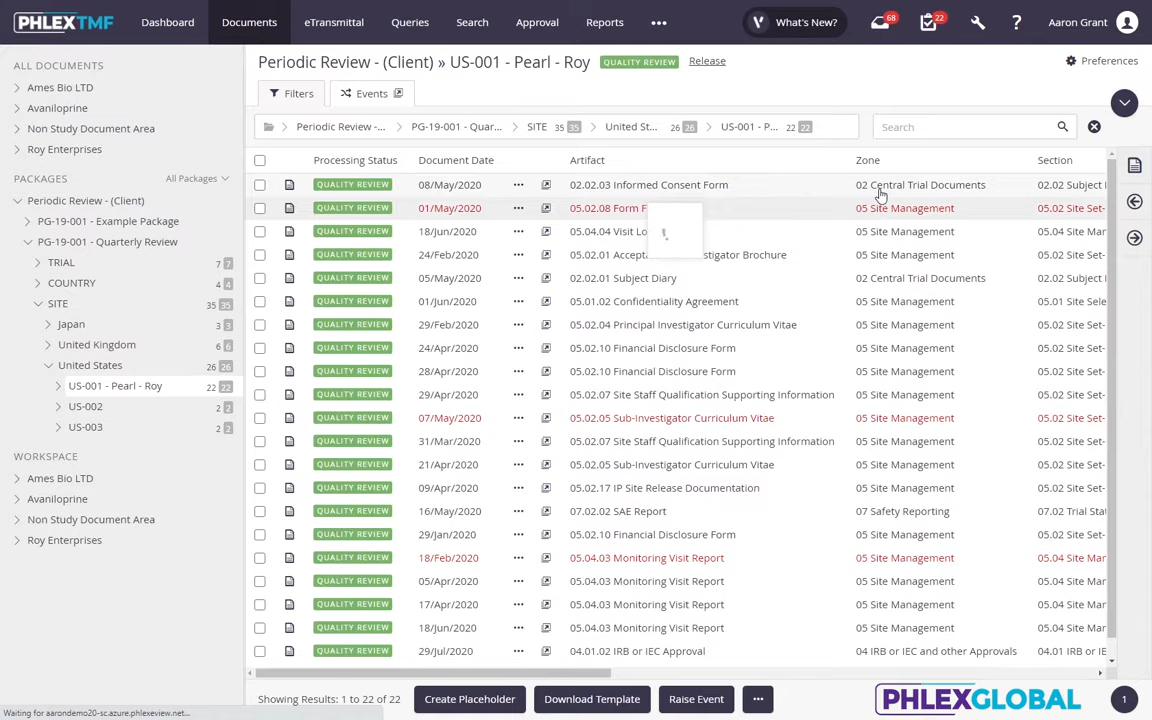 PHLEXTMF Dashboard Documents eTransmittal Queries Search Approval Reports ••• What's New? 68 22 ? Aaron Grant
ALL DOCUMENTS
Ames Bio LTD
Avaniloprine
Non Study Document Area
Roy Enterprises
PACKAGES All Packages
Periodic Review - (Client)
PG-19-001 - Example Package
PG-19-001 - Quarterly Review
TRIAL 7 7
COUNTRY 4 4
SITE 35 35
Japan 3 3
United Kingdom 6 6
United States 26 26
US-001 - Pearl - Roy 22 22
US-002 2 2
US-003 2 2
WORKSPACE
Ames Bio LTD
Avaniloprine
Non Study Document Area
Roy Enterprises
Waiting for aarondemo20-sc.azure.phlexeview.net...
Periodic Review - (Client) » US-001 - Pearl - Roy QUALITY REVIEW Release Preferences
Filters Events
Periodic Review -... PG-19-001 - Quar... SITE 35 35 United St... 26 26 US-001 - P... 22 22 Search
Processing Status Document Date Artifact Zone Section
QUALITY REVIEW 08/May/2020 ••• 02.02.03 Informed Consent Form 02 Central Trial Documents 02.02 Subject
QUALITY REVIEW 01/May/2020 ••• 05.02.08 Form 05 Site Management 05.02 Site Set-
QUALITY REVIEW 18/Jun/2020 ••• 05.04.04 Visit 05 Site Management 05.04 Site Mar
QUALITY REVIEW 24/Feb/2020 ••• 05.02.01 stigator Brochure 05 Site Management 05.02 Site Set-
QUALITY REVIEW 05/May/2020 ••• 02.02.01 Subject Diary 02 Central Trial Documents 02.02 Subject
QUALITY REVIEW 01/Jun/2020 ••• 05.01.02 Confidentiality Agreement 05 Site Management 05.01 Site Sele
QUALITY REVIEW 29/Feb/2020 ••• 05.02.04 Principal Investigator Curriculum Vitae 05 Site Management 05.02 Site Set-
QUALITY REVIEW 24/Apr/2020 ••• 05.02.10 Financial Disclosure Form 05 Site Management 05.02 Site Set-
QUALITY REVIEW 28/Apr/2020 ••• 05.02.10 Financial Disclosure Form 05 Site Management 05.02 Site Set-
QUALITY REVIEW 29/Apr/2020 ••• 05.02.07 Site Staff Qualification Supporting Information 05 Site Management 05.02 Site Set-
QUALITY REVIEW 07/May/2020 ••• 05.02.05 Sub-Investigator Curriculum Vitae 05 Site Management 05.02 Site Set-
QUALITY REVIEW 31/Mar/2020 ••• 05.02.07 Site Staff Qualification Supporting Information 05 Site Management 05.02 Site Set-
QUALITY REVIEW 21/Apr/2020 ••• 05.02.05 Sub-Investigator Curriculum Vitae 05 Site Management 05.02 Site Set-
QUALITY REVIEW 09/Apr/2020 ••• 05.02.17 IP Site Release Documentation 05 Site Management 05.02 Site Set-
QUALITY REVIEW 16/May/2020 ••• 07.02.02 SAE Report 07 Safety Reporting 07.02 Trial Stat
QUALITY REVIEW 29/Jan/2020 ••• 05.02.10 Financial Disclosure Form 05 Site Management 05.02 Site Set-
QUALITY REVIEW 18/Feb/2020 ••• 05.04.03 Monitoring Visit Report 05 Site Management 05.04 Site Mar
QUALITY REVIEW 05/Apr/2020 ••• 05.04.03 Monitoring Visit Report 05 Site Management 05.04 Site Mar
QUALITY REVIEW 17/Apr/2020 ••• 05.04.03 Monitoring Visit Report 05 Site Management 05.04 Site Mar
QUALITY REVIEW 18/Jun/2020 ••• 05.04.03 Monitoring Visit Report 05 Site Management 05.04 Site Mar
QUALITY REVIEW 29/Jul/2020 ••• 04.01.02 IRB or IEC Approval 04 IRB or IEC and other Approvals 04.01 IRB or IE
Showing Results: 1 to 22 of 22 Create Placeholder Download Template Raise Event ••• PHLEXGLOBAL 1